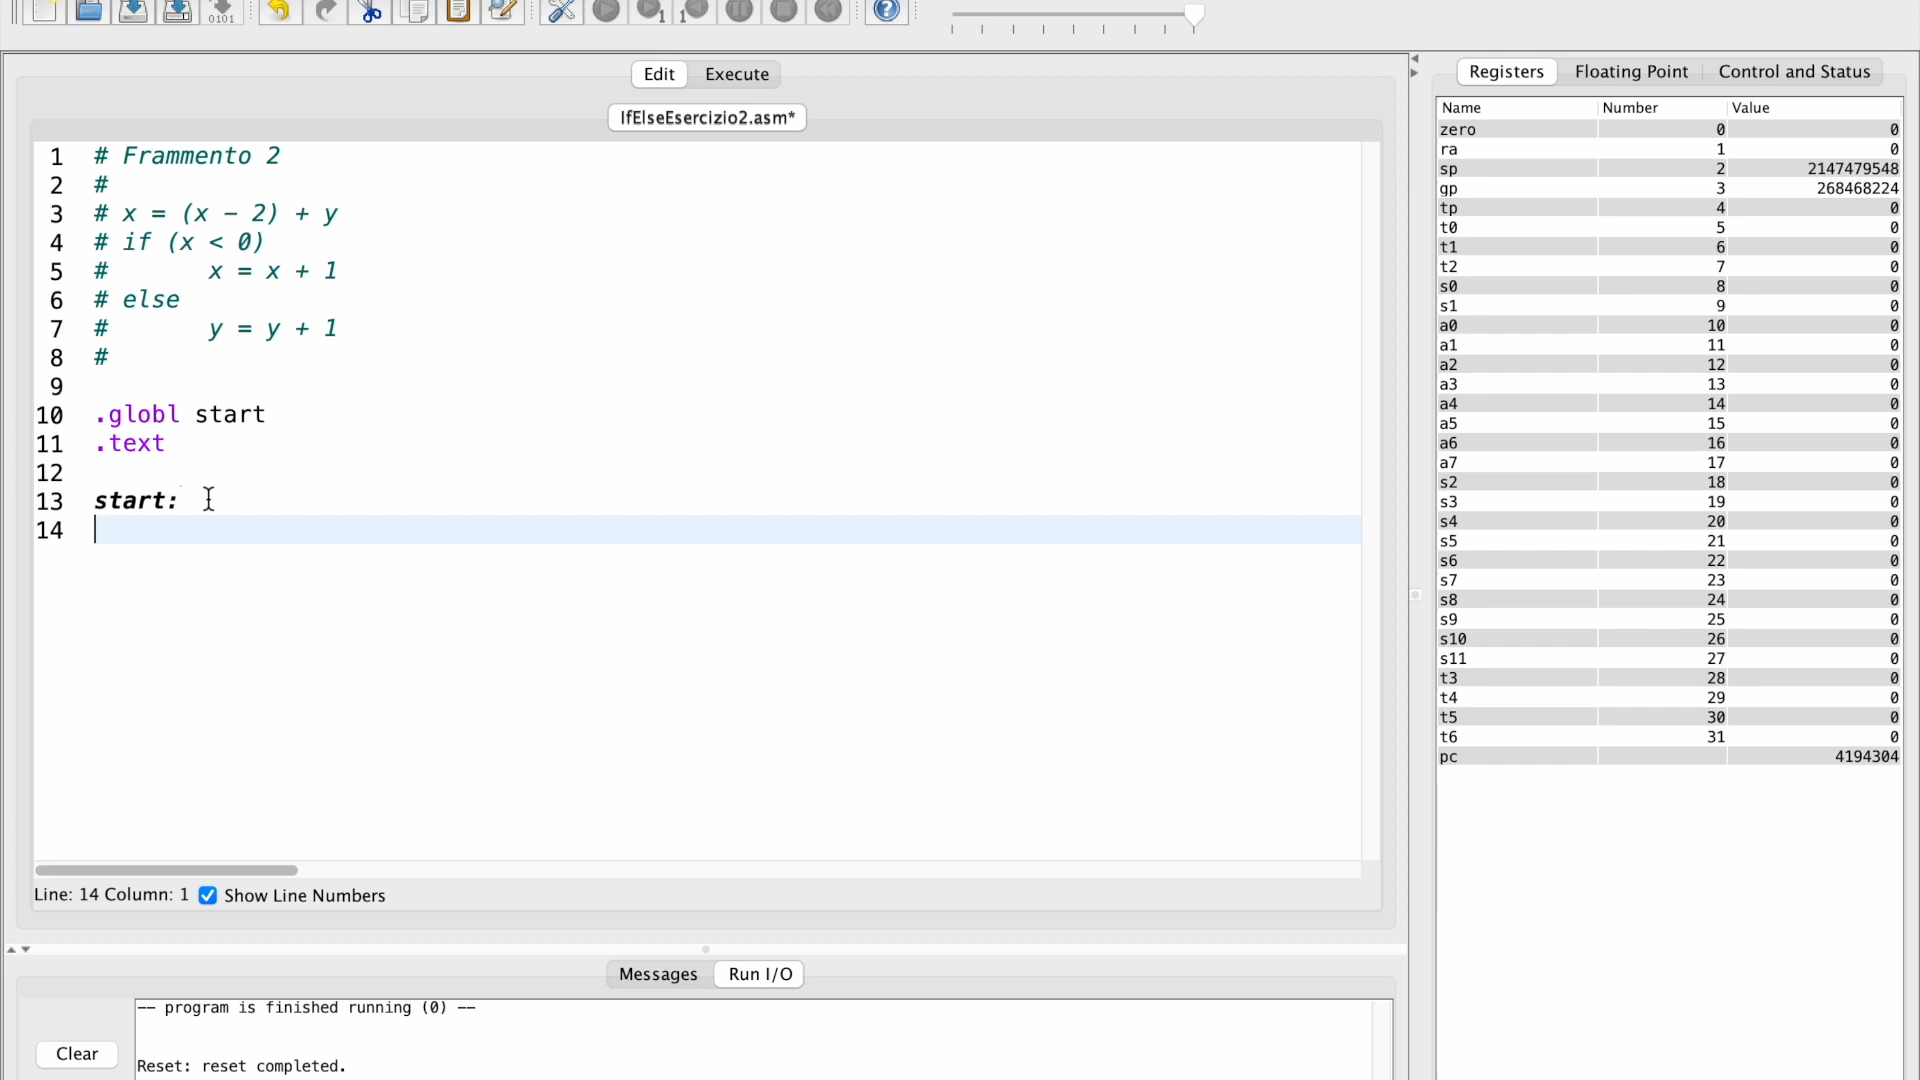 0101
1
1
Edit Execute
IfElseEsercizio2.asm*
1 # Frammento 2
2 #
3 # x = (x − 2) + y
4 # if (x < 0)
5 # x = x + 1
6 # else
7 # y = y + 1
8 #
9
10 .globl start
11 .text
12
13 start:
14
Line: 14 Column: 1 Show Line Numbers
Messages Run I/O
-- program is finished running (0) --
Clear
Reset: reset completed.
Registers Floating Point Control and Status
Name Number Value
zero 0 0
ra 1 0
sp 2 2147479548
gp 3 268468224
tp 4 0
t0 5 0
t1 6 0
t2 7 0
s0 8 0
s1 9 0
a0 10 0
a1 11 0
a2 12 0
a3 13 0
a4 14 0
a5 15 0
a6 16 0
a7 17 0
s2 18 0
s3 19 0
s4 20 0
s5 21 0
s6 22 0
s7 23 0
s8 24 0
s9 25 0
s10 26 0
s11 27 0
t3 28 0
t4 29 0
t5 30 0
t6 31 0
pc 4194304